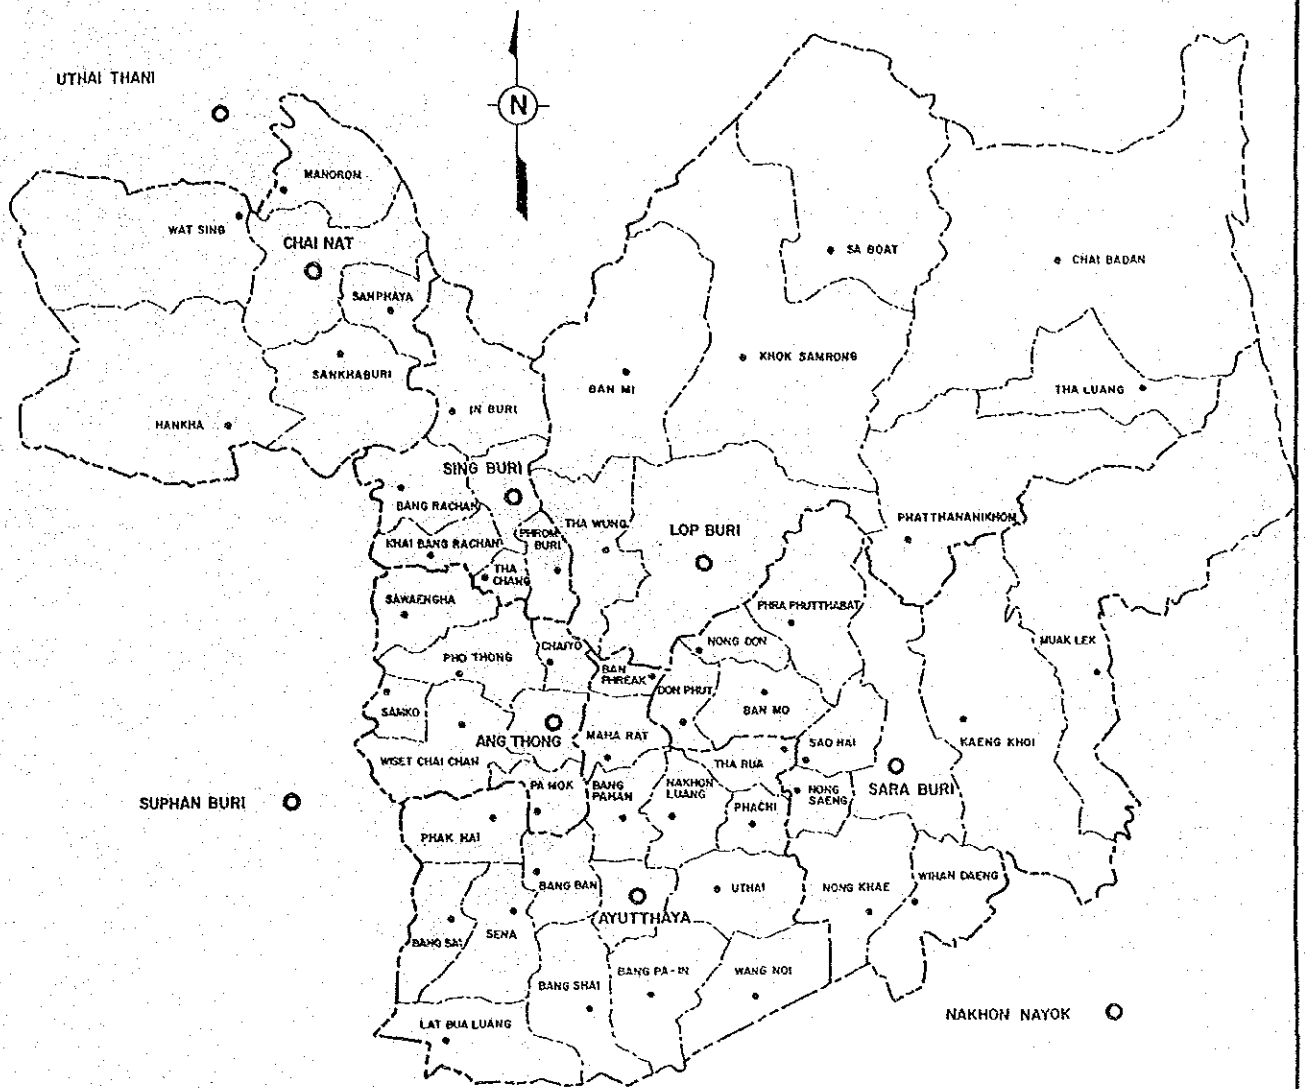 UTHAI THANI
N
MANOROM
WAT SING
CHAI NAT
SANPHAYA
SA BOAT
CHAI BADAN
KHOK SAMRONG
SANKHABURI
BAN MI
THA LUANG
IN BURI
HANKHA
SING BURI
BANG RACHAN
PHATTHANANIKHON
THA WUNG
LOP BURI
PHROM
BURI
KHAI BANG RACHAN
THA
CHANG
SAWAENGHA
PHRA PHUTTHABAT
NONG DON
MUAK LEK
CHAIYO
PHO THONG
BAN
PHREAK
DON PHUT
BAN MO
SAMKO
ANG THONG
MAHA RAT
SAO HAI
KAENG KHOI
WISET CHAI CHAN
THA RUA
PA MOK
BANG
PAHAN
NAKHON
LUANG
NONG
SAENG
SARA BURI
SUPHAN BURI
PHACHI
PHAK HAI
BANG BAN
UTHAI
NONG KHAE
WIHAN DAENG
AYUTTHAYA
SENA
BANG SAI
BANG PA-IN
WANG NOI
BANG SHAI
NAKHON NAYOK
LAT BUA LUANG